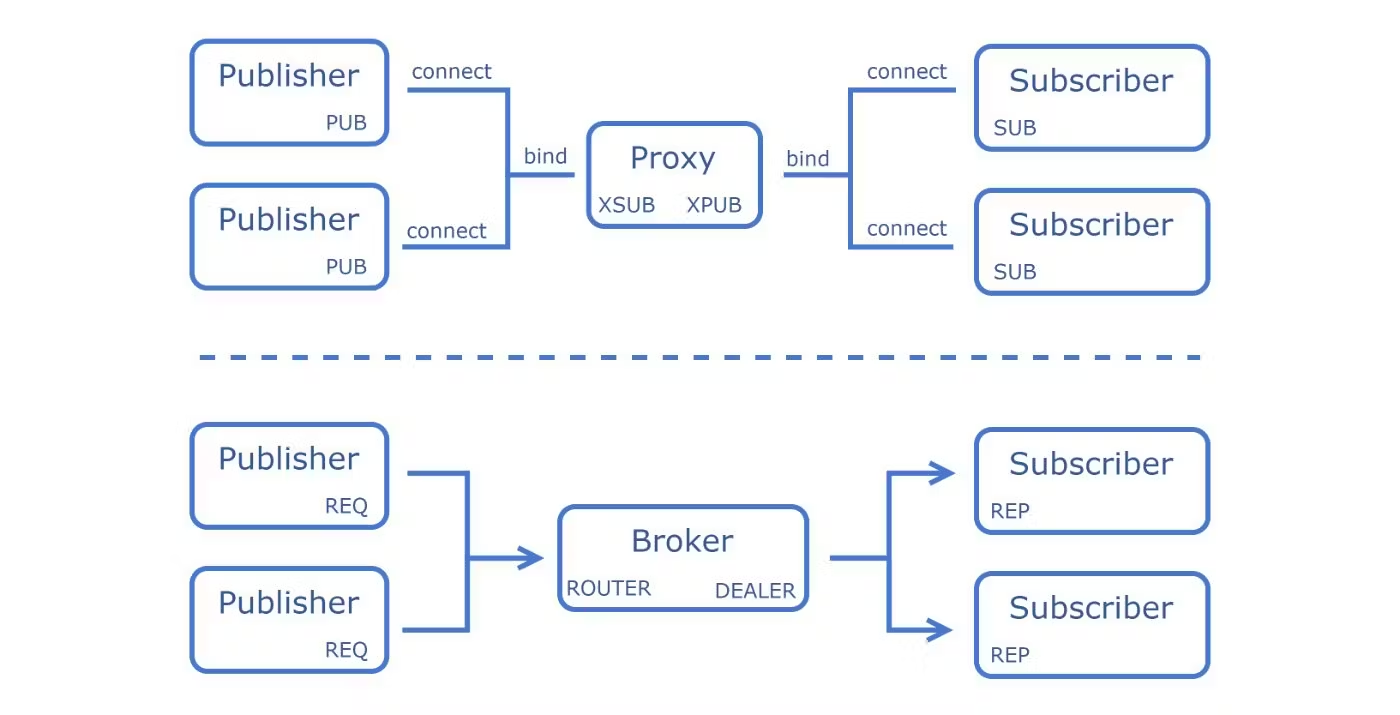 Publisher
PUB
connect
Publisher
PUB
connect
bind
Proxy
XSUB XPUB
bind
connect
Subscriber
SUB
connect
Subscriber
SUB
Publisher
REQ
Publisher
REQ
Broker
ROUTER DEALER
Subscriber
REP
Subscriber
REP